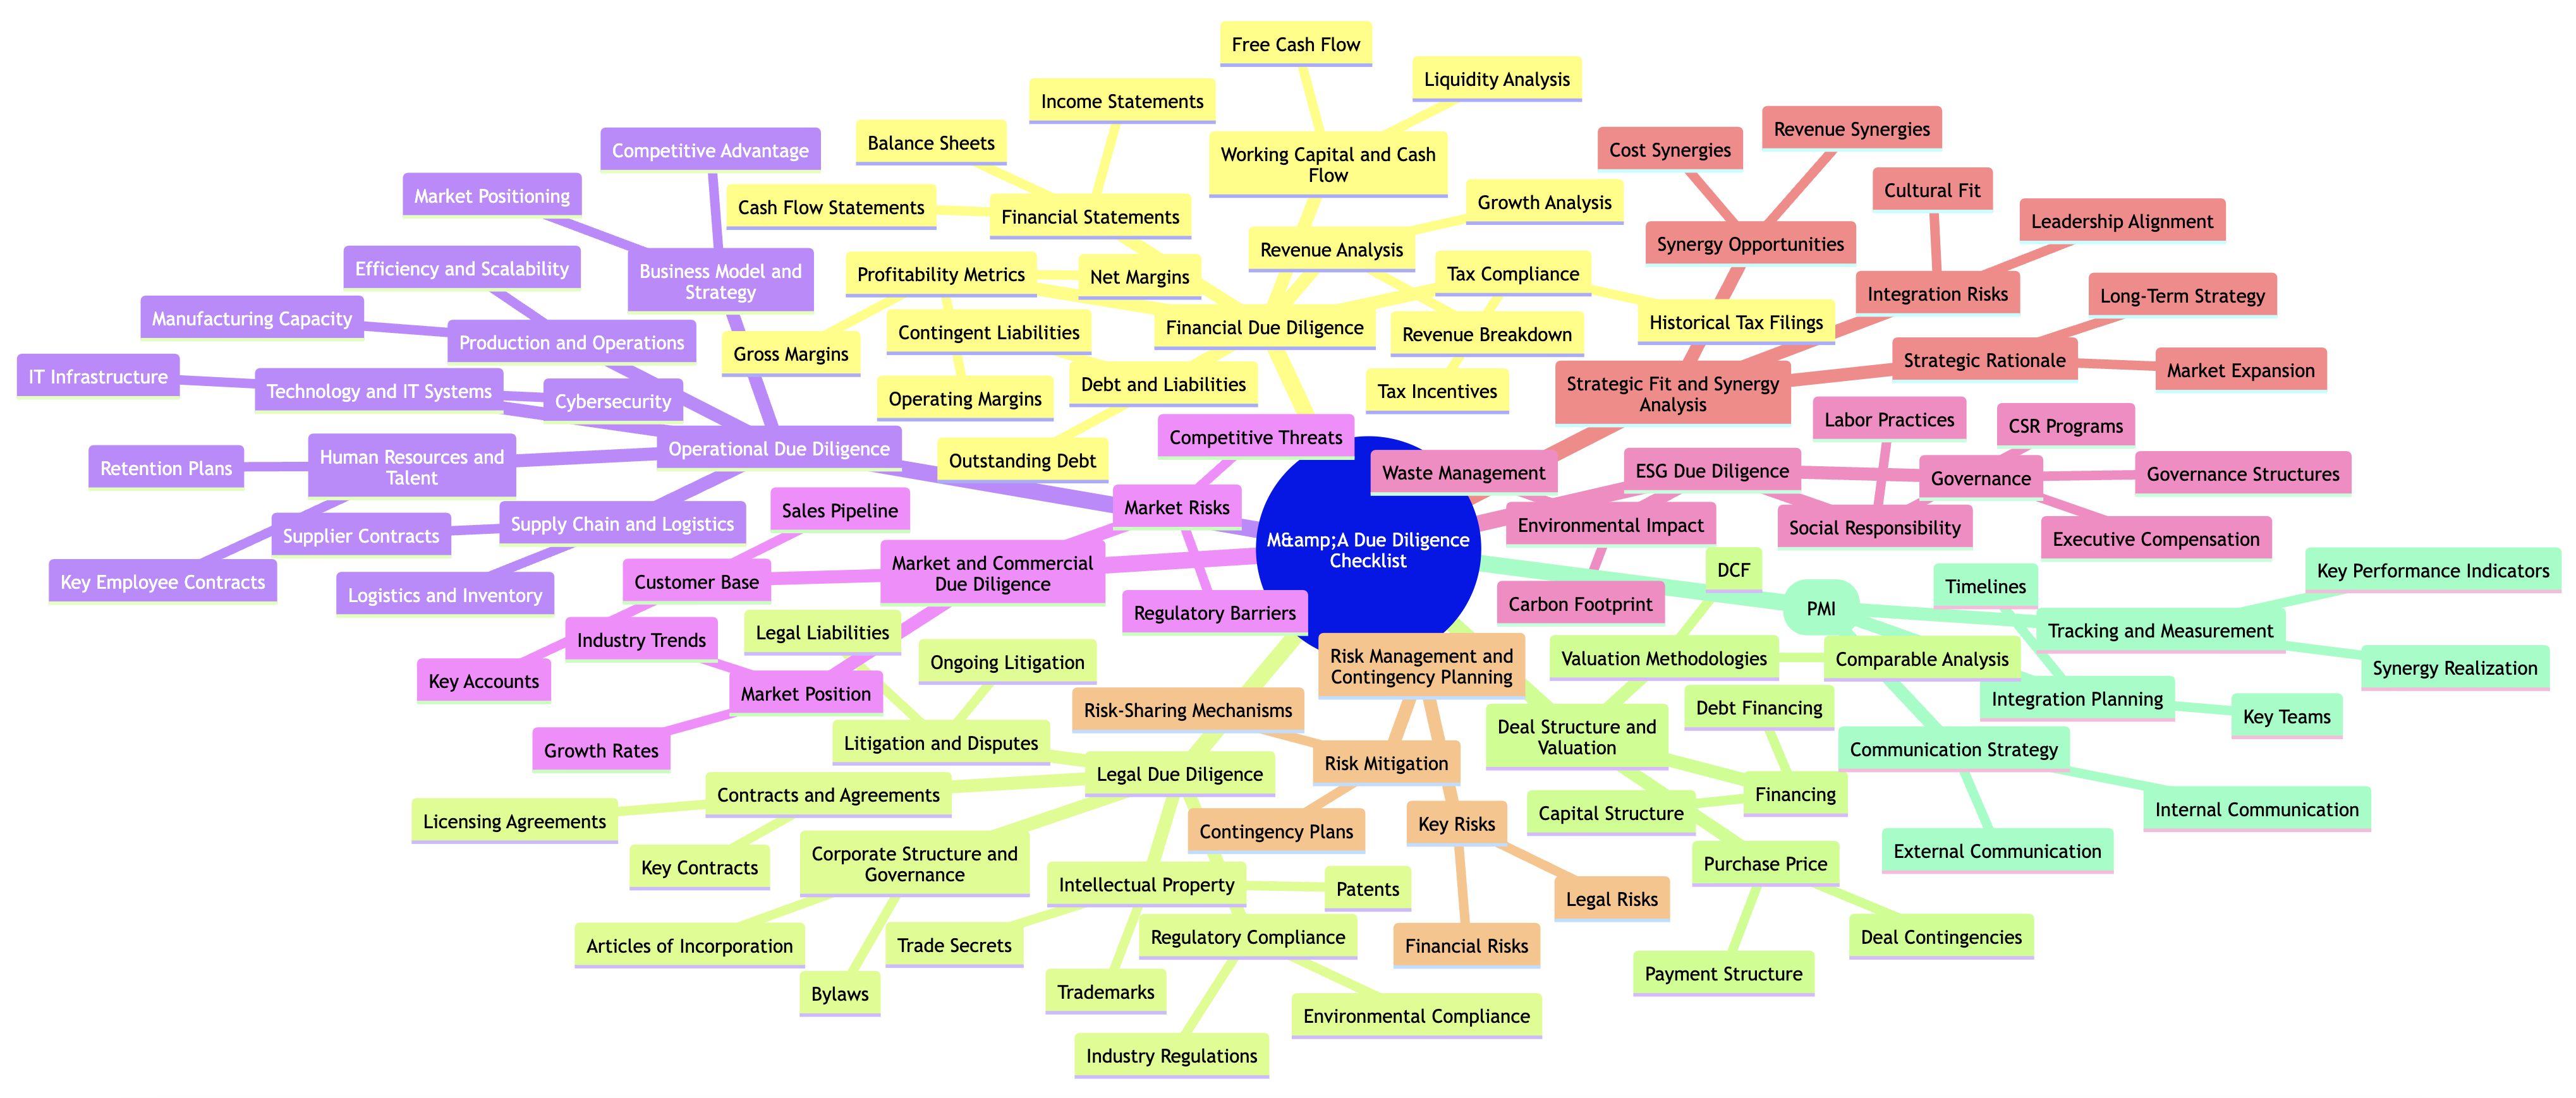 Free Cash Flow
Liquidity Analysis
Income Statements
Balance Sheets
Working Capital and Cash
Flow
Cash Flow Statements
Financial Statements
Growth Analysis
Revenue Analysis
Profitability Metrics
Net Margins
Tax Compliance
Contingent Liabilities
Financial Due Diligence
Revenue Breakdown
Historical Tax Filings
Gross Margins
Operating Margins
Debt and Liabilities
Tax Incentives
Outstanding Debt
Competitive Advantage
Market Positioning
Efficiency and Scalability
Business Model and
Strategy
Manufacturing Capacity
Production and Operations
IT Infrastructure
Technology and IT Systems
Cybersecurity
Operational Due Diligence
Retention Plans
Human Resources and
Talent
Supplier Contracts
Supply Chain and Logistics
Key Employee Contracts
Logistics and Inventory
Cost Synergies
Revenue Synergies
Cultural Fit
Leadership Alignment
Synergy Opportunities
Integration Risks
Long-Term Strategy
Strategic Rationale
Market Expansion
Strategic Fit and Synergy
Analysis
Labor Practices
CSR Programs
Waste Management
ESG Due Diligence
Governance
Governance Structures
Environmental Impact
Social Responsibility
Executive Compensation
Carbon Footprint
M&amp;A Due Diligence
Checklist
Competitive Threats
Market Risks
Sales Pipeline
Market and Commercial
Due Diligence
Customer Base
Regulatory Barriers
Industry Trends
Key Accounts
Market Position
Growth Rates
Legal Liabilities
Ongoing Litigation
Litigation and Disputes
Legal Due Diligence
Contracts and Agreements
Licensing Agreements
Key Contracts
Corporate Structure and
Governance
Intellectual Property
Patents
Articles of Incorporation
Trade Secrets
Regulatory Compliance
Bylaws
Trademarks
Environmental Compliance
Industry Regulations
Risk Management and
Contingency Planning
Risk-Sharing Mechanisms
Risk Mitigation
Contingency Plans
Key Risks
Legal Risks
Financial Risks
DCF
Valuation Methodologies
Comparable Analysis
Deal Structure and
Valuation
Debt Financing
Capital Structure
Financing
Purchase Price
Deal Contingencies
Payment Structure
PMI
Timelines
Key Performance Indicators
Tracking and Measurement
Synergy Realization
Integration Planning
Key Teams
Communication Strategy
Internal Communication
External Communication